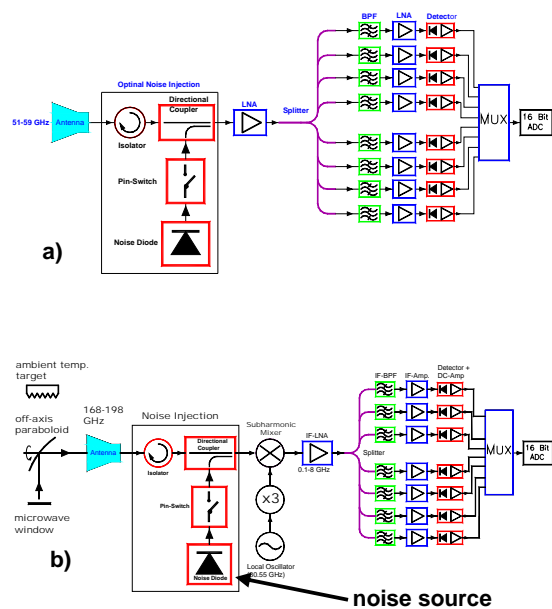 BPF
LNA
Detector
Optinal Noise Injection
Directional
Coupler
LNA
Splitter
51-59 GHz
Antenna
Isolator
MUX
16 Bit
ADC
Pin-Switch
Noise Diode
a)
ambient temp.
target
off-axis
paraboloid
168-198
GHz
Noise Injection
Subharmonic
Mixer
IF-BPF
IF-Amp.
Detector +
DC-Amp
Directional
Coupler
IF-LNA
0.1-8 GHz
Antenna
Isolator
Splitter
MUX
16 Bit
ADC
Pin-Switch
x3
microwave
window
b)
Noise Diode
Local Oscillator
noise source